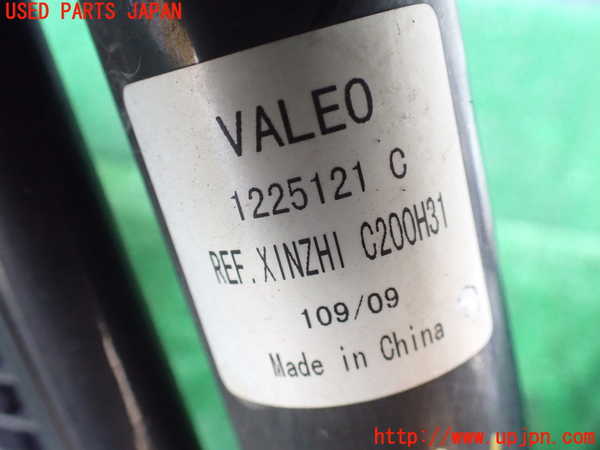 USED PARTS JAPAN
VALEO
1225121 C
REF.XINZHI C200H31
109/09
Made in China
http://www.upjpn.com